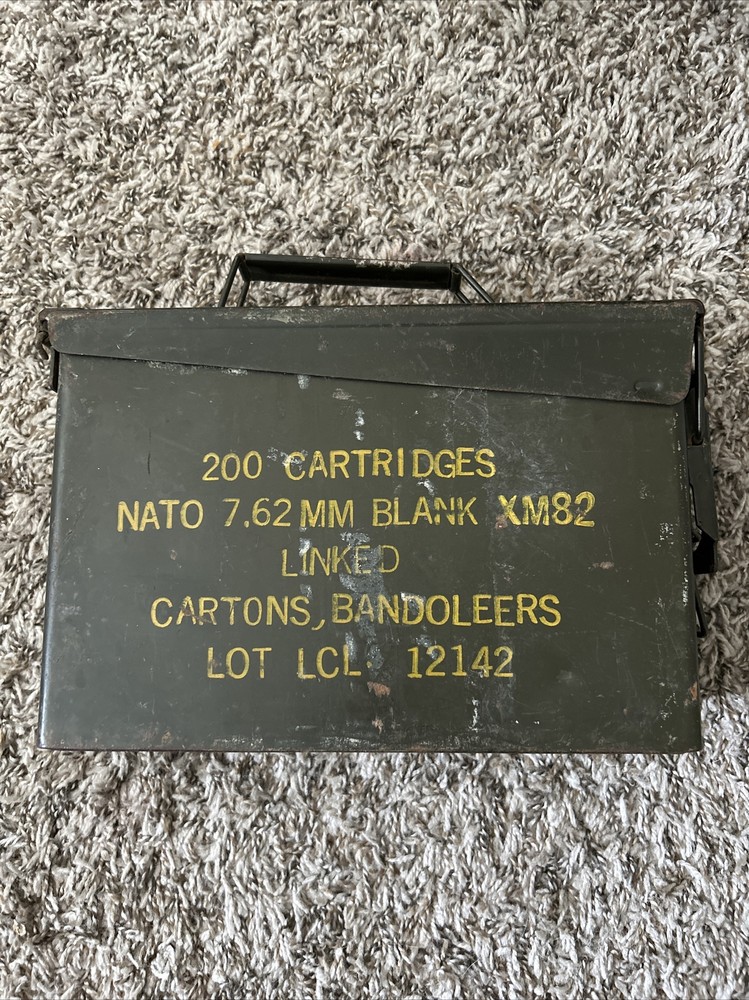 200 CARTRIDGES
NATO 7.62 MM BLANK XM82
LINKED
CARTONS, BANDOLEERS
LOT LCL 12142